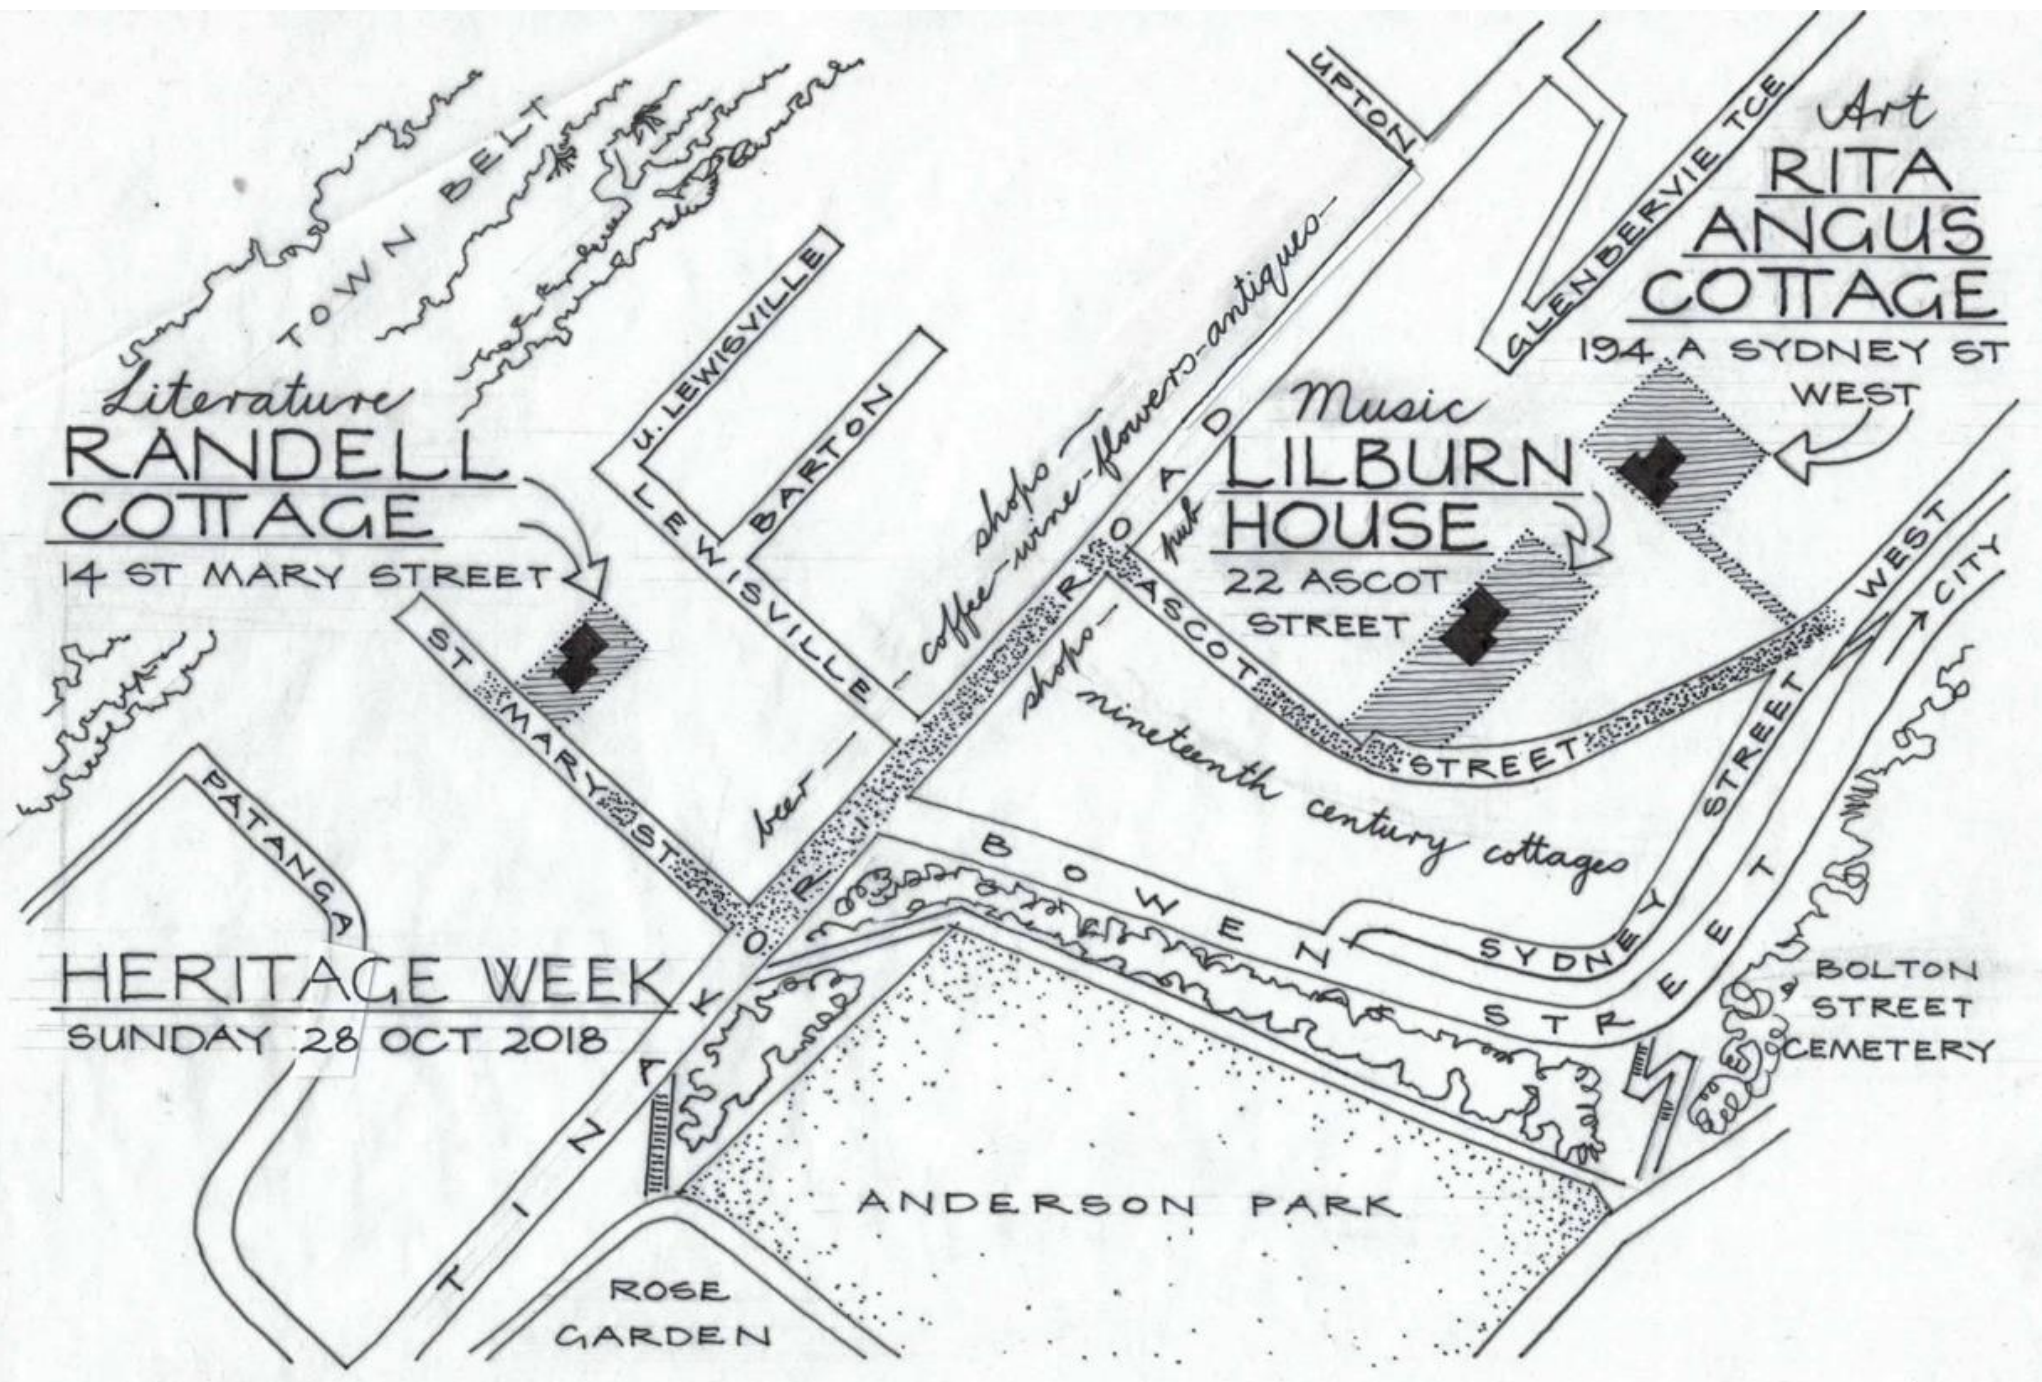 UPTON
GLENBERVIE TCE
Art
RITA
ANGUS
COTTAGE
194 A SYDNEY ST
WEST
TOWN BELT
U. LEWISVILLE
BARTON
LEWISVILLE
Literature
RANDELL
COTTAGE
14 ST MARY STREET
shops
coffee-wine-flowers-antiques
pub
Music
LILBURN
HOUSE
22 ASCOT
STREET
ASCOT STREET
WEST
CITY
ST MARY ST
shops
nineteenth century cottages
beer
PATANGA
BOWEN STREET
SYDNEY STREET
HERITAGE WEEK
SUNDAY 28 OCT 2018
BOLTON
STREET
CEMETERY
TINAKORI ROAD
ANDERSON PARK
ROSE
GARDEN